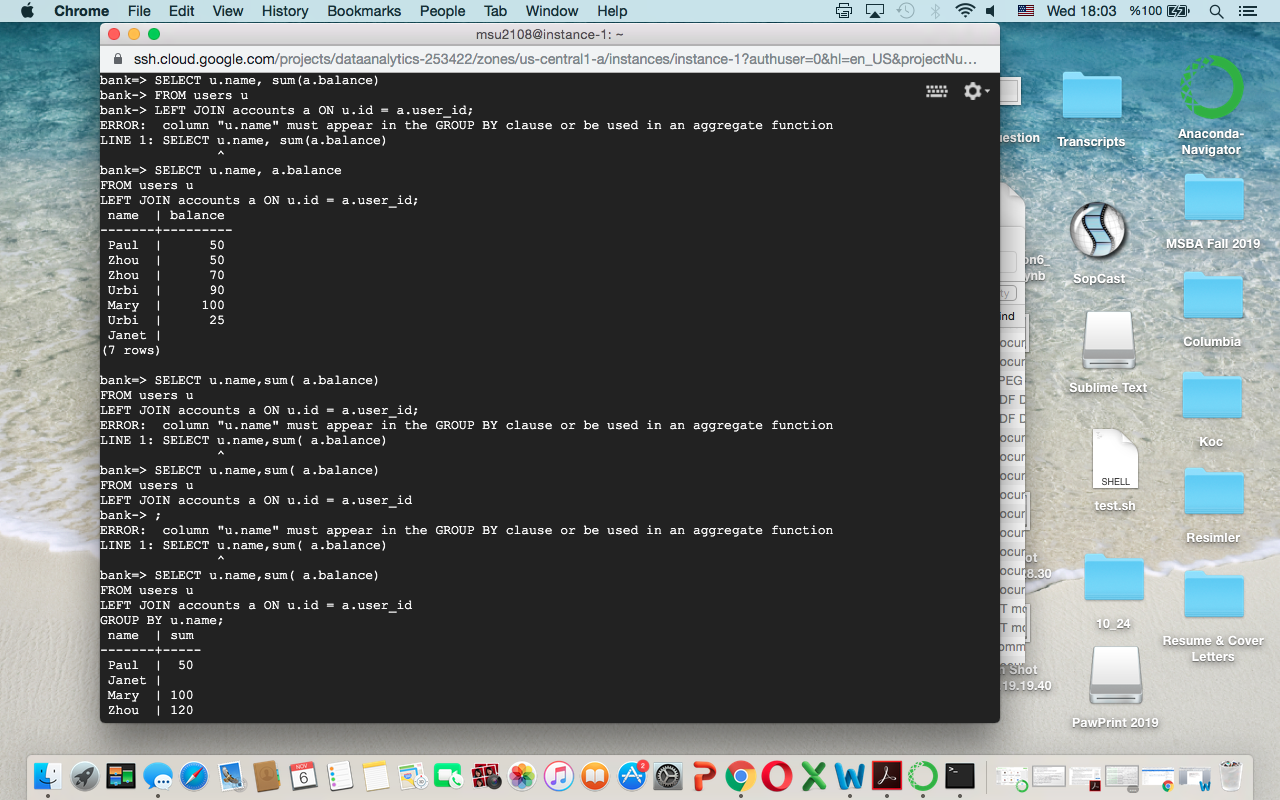 Chrome File Edit View History Bookmarks People Tab Window Help Wed 18:03 %100
msu2108@instance-1: ~
ssh.cloud.google.com/projects/dataanalytics-253422/zones/us-central1-a/instances/instance-1?authuser=0&hl=en_US&projectNu...
bank=> SELECT u.name, sum(a.balance)
bank-> FROM users u
bank-> LEFT JOIN accounts a ON u.id = a.user_id;
ERROR:  column "u.name" must appear in the GROUP BY clause or be used in an aggregate function
LINE 1: SELECT u.name, sum(a.balance)
^
bank=> SELECT u.name, a.balance
FROM users u
LEFT JOIN accounts a ON u.id = a.user_id;
name  | balance
-------+---------
Paul  |      50
Zhou  |      50
Zhou  |      70
Urbi  |      90
Mary  |     100
Urbi  |      25
Janet |
(7 rows)
bank=> SELECT u.name,sum( a.balance)
FROM users u
LEFT JOIN accounts a ON u.id = a.user_id;
ERROR:  column "u.name" must appear in the GROUP BY clause or be used in an aggregate function
LINE 1: SELECT u.name,sum( a.balance)
^
bank=> SELECT u.name,sum( a.balance)
FROM users u
LEFT JOIN accounts a ON u.id = a.user_id
bank-> ;
ERROR:  column "u.name" must appear in the GROUP BY clause or be used in an aggregate function
LINE 1: SELECT u.name,sum( a.balance)
^
bank=> SELECT u.name,sum( a.balance)
FROM users u
LEFT JOIN accounts a ON u.id = a.user_id
GROUP BY u.name;
name  | sum
-------+-----
Paul  |  50
Janet |
Mary  | 100
Zhou  | 120
Transcripts
Anaconda-
Navigator
MSBA Fall 2019
SopCast
Columbia
Sublime Text
Koc
SHELL
test.sh
Resimler
10_24
Resume & Cover
Letters
PawPrint 2019
19.19.40
NOV
6
2